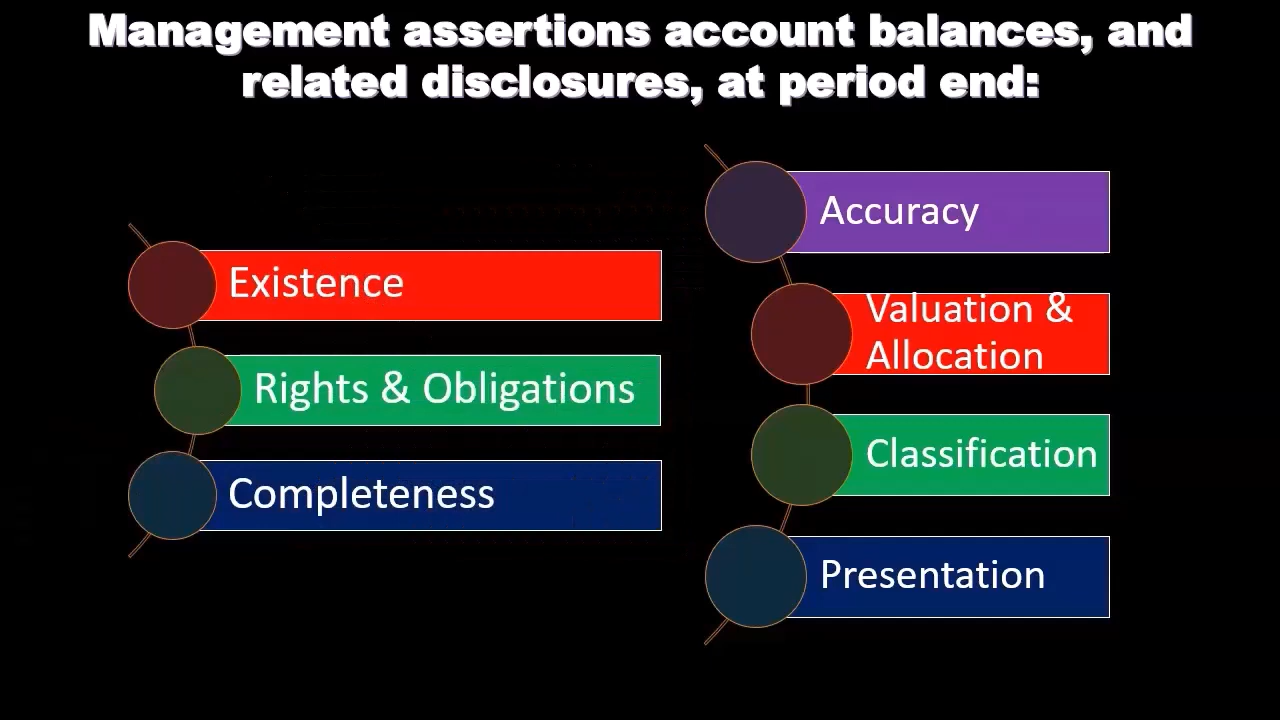 Management assertions account balances, and
related disclosures, at period end:
Existence
Rights & Obligations
Completeness
Accuracy
Valuation &
Allocation
Classification
Presentation